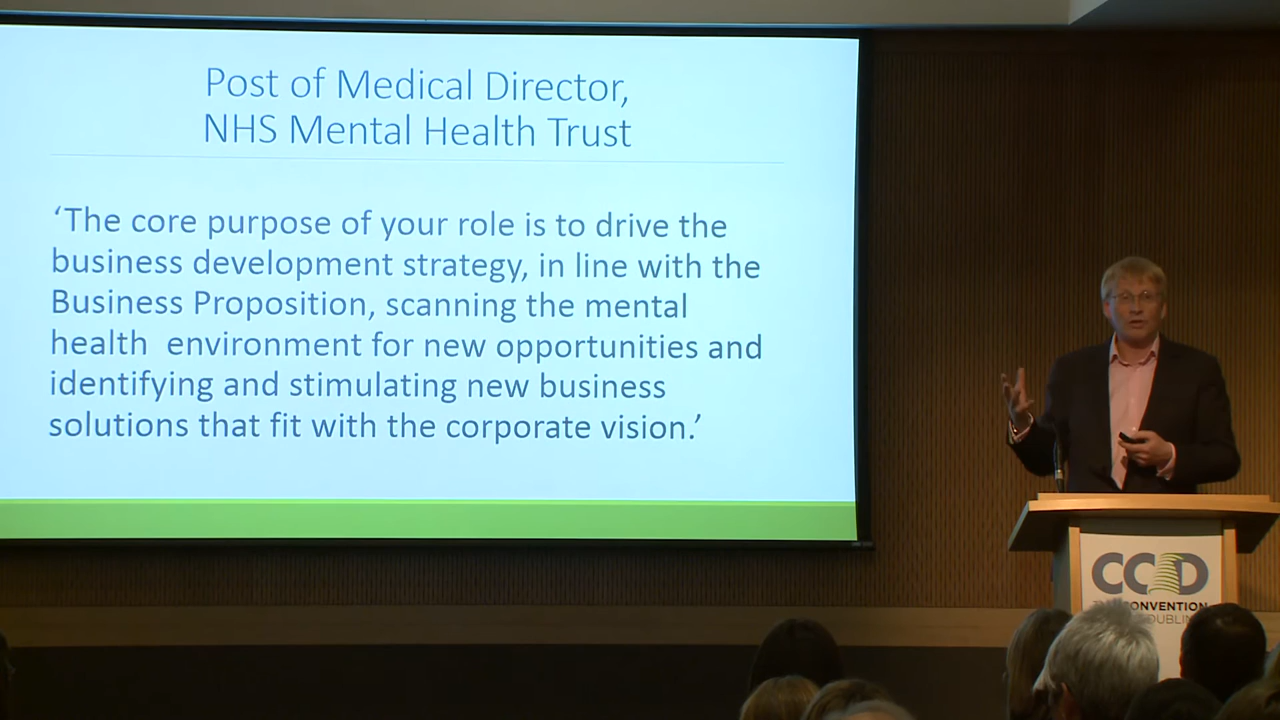 Post of Medical Director,
NHS Mental Health Trust
‘The core purpose of your role is to drive the
business development strategy, in line with the
Business Proposition, scanning the mental
health environment for new opportunities and
identifying and stimulating new business
solutions that fit with the corporate vision.’
CCD
CONVENTION
DUBLIN